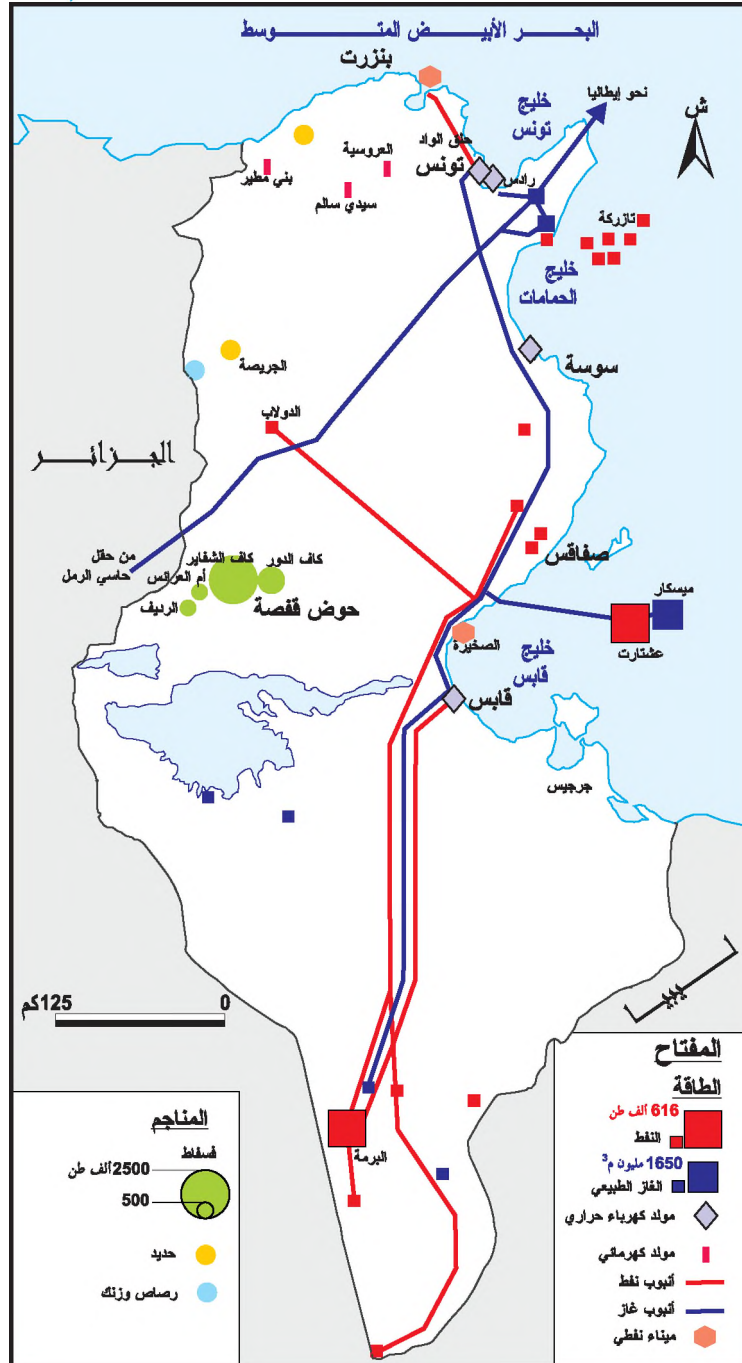 البحر الأبيض المتوسط
بنزرت
نحو إيطاليا
خليج
تونس
ش
حلق الواد
تونس
رادس
العروسية
بني مطير
سيدي سالم
تازركة
خليج
الحمامات
سوسة
الجريصة
الدولاب
الجزائر
من حقل
حاسي الرمل
صفاقس
كاف الدور
كاف الشفاير
أم العرائس
الرديف
حوض قفصة
ميسكار
عشتارت
الصخيرة
خليج
قابس
قابس
جرجيس
ليبيا
125كم
0
البرمة
المفتاح
الطاقة
616 ألف طن
النفط
1650 مليون م³
الغاز الطبيعي
مولد كهرباء حراري
مولد كهرمائي
أنبوب نفط
أنبوب غاز
ميناء نفطي
المناجم
فسفاط
2500 ألف طن
500
حديد
رصاص وزنك